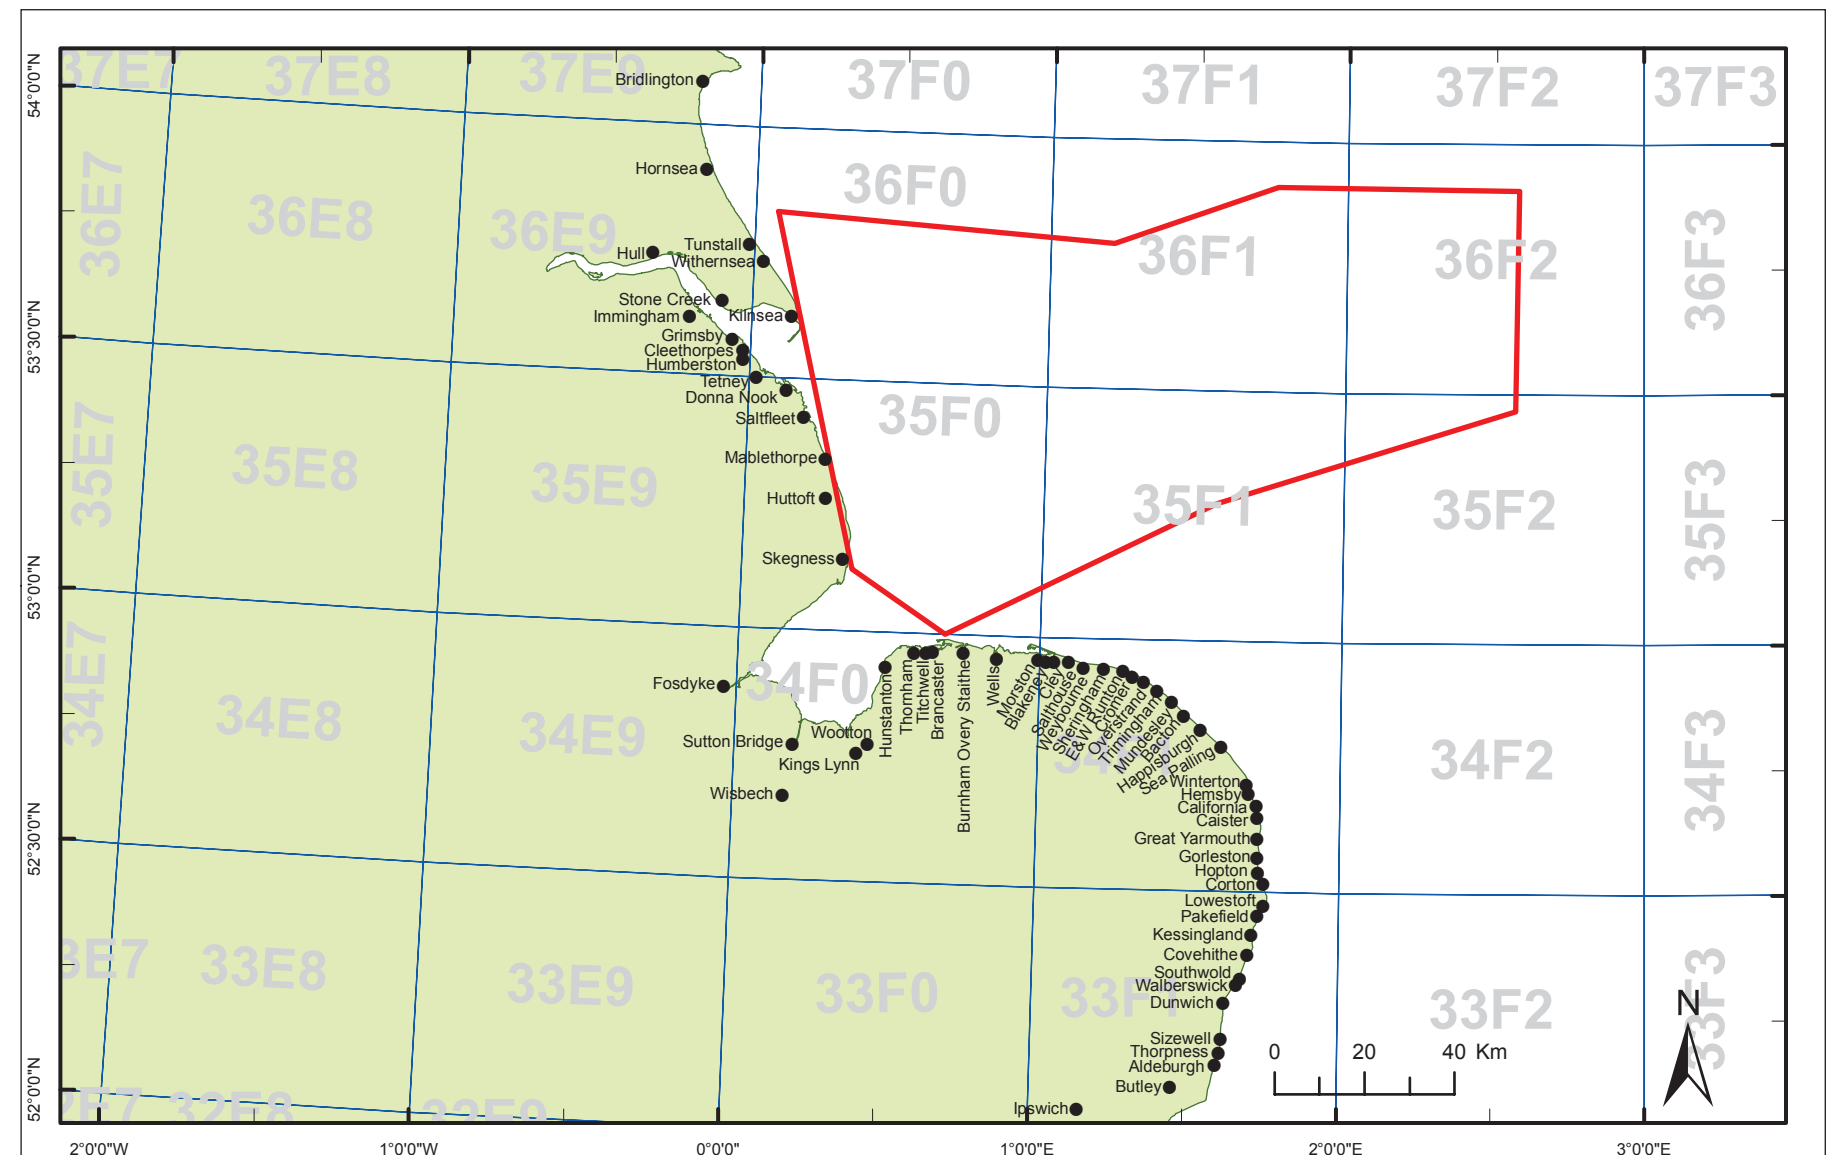 37E7
37E8
37E9
37F0
37F1
37F2
37F3
54°0'0"N
Bridlington
Hornsea
36E7
36E8
36E9
36F0
36F1
36F2
36F3
Tunstall
Hull
Withernsea
Stone Creek
Immingham
Kilnsea
53°30'0"N
Grimsby
Cleethorpes
Humberston
Tetney
Donna Nook
Saltfleet
35E7
35E8
35E9
35F0
35F1
35F2
35F3
Mablethorpe
Huttoft
Skegness
53°0'0"N
34E7
34E8
34E9
34F0
34F2
34F3
Fosdyke
Sutton Bridge
Wootton
Kings Lynn
Wisbech
Hunstanton
Thornham
Titchwell
Brancaster
Burnham Overy Staithe
Wells
Morston
Blakeney
Cley
Salthouse
Weybourne
Sheringham
E&W Runton
Cromer
Overstrand
Trimingham
Mundesley
Bacton
Happisburgh
Sea Palling
Winterton
Hemsby
California
Caister
52°30'0"N
Great Yarmouth
Gorleston
Hopton
Corton
Lowestoft
Pakefield
Kessingland
Covehithe
Southwold
Walberswick
Dunwich
3E7
33E8
33E9
33F0
33F1
33F2
33F3
Sizewell
Thorpness
Aldeburgh
Butley
Ipswich
52°0'0"N
2E7
32E8
32E9
N
0 20 40 Km
2°0'0"W
1°0'0"W
0°0'0"
1°0'0"E
2°0'0"E
3°0'0"E